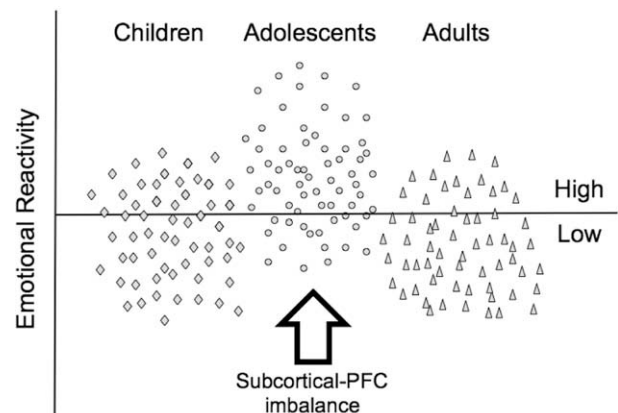 Children Adolescents Adults
Emotional Reactivity
High
Low
Subcortical-PFC
imbalance